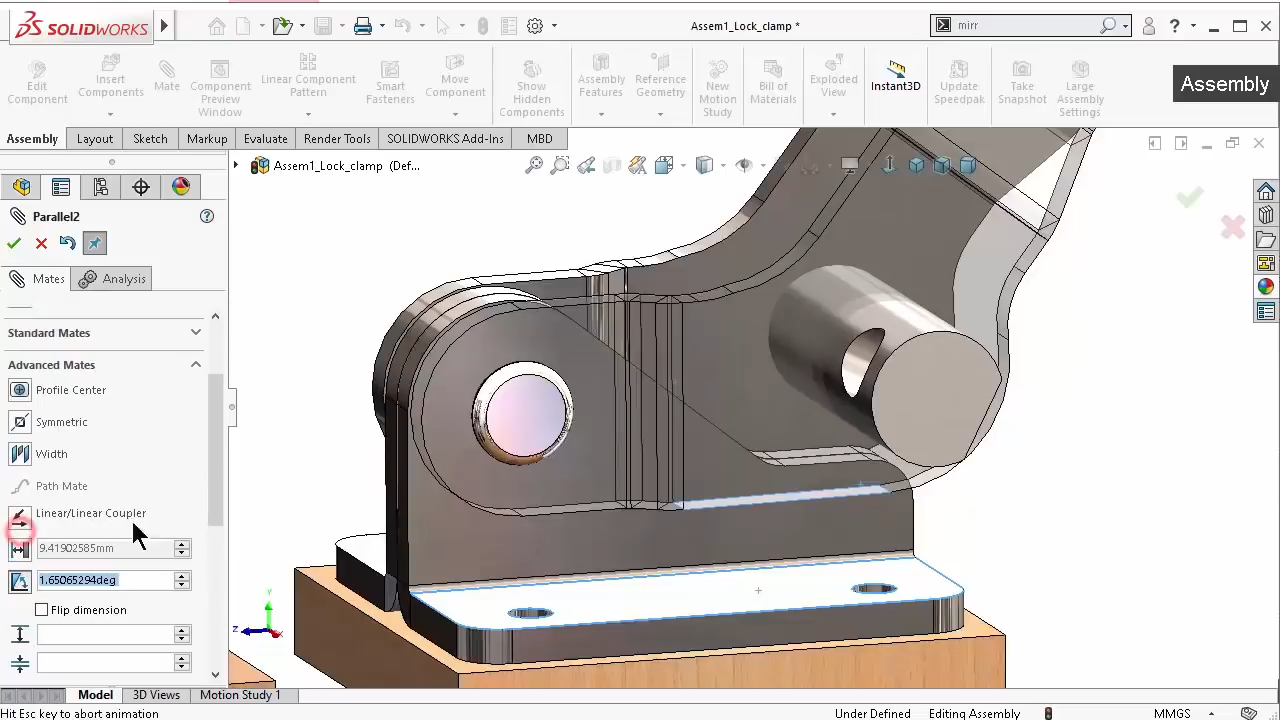 SOLIDWORKS
Assem1_Lock_clamp *
mirr
Edit Component
Insert Components
Mate
Component Preview Window
Linear Component Pattern
Smart Fasteners
Move Component
Show Hidden Components
Assembly Features
Reference Geometry
New Motion Study
Bill of Materials
Exploded View
Instant3D
Update Speedpak
Take Snapshot
Large Assembly Settings
Assembly
Assembly Layout Sketch Markup Evaluate Render Tools SOLIDWORKS Add-Ins MBD
Assem1_Lock_clamp (Def...
Parallel2
Mates Analysis
Standard Mates
Advanced Mates
Profile Center
Symmetric
Width
Path Mate
Linear/Linear Coupler
9.41902585mm
1.65065294deg
Flip dimension
Y
Z
Model 3D Views Motion Study 1
Hit Esc key to abort animation Under Defined Editing Assembly MMGS